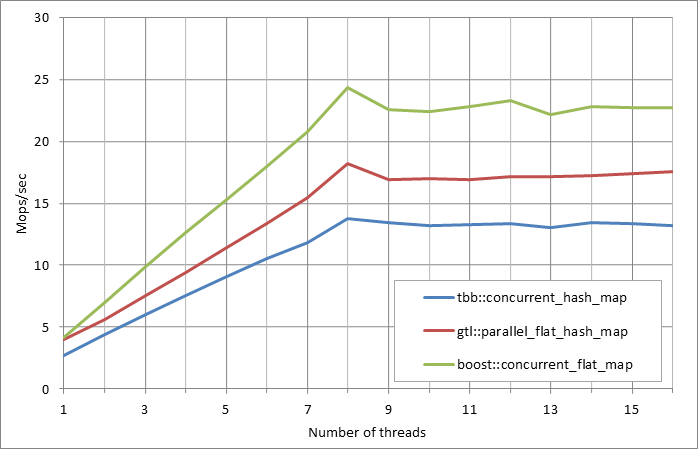 30
25
20
15
10
5
0
Mops/sec
tbb::concurrent_hash_map
gtl::parallel_flat_hash_map
boost::concurrent_flat_map
1 3 5 7 9 11 13 15
Number of threads